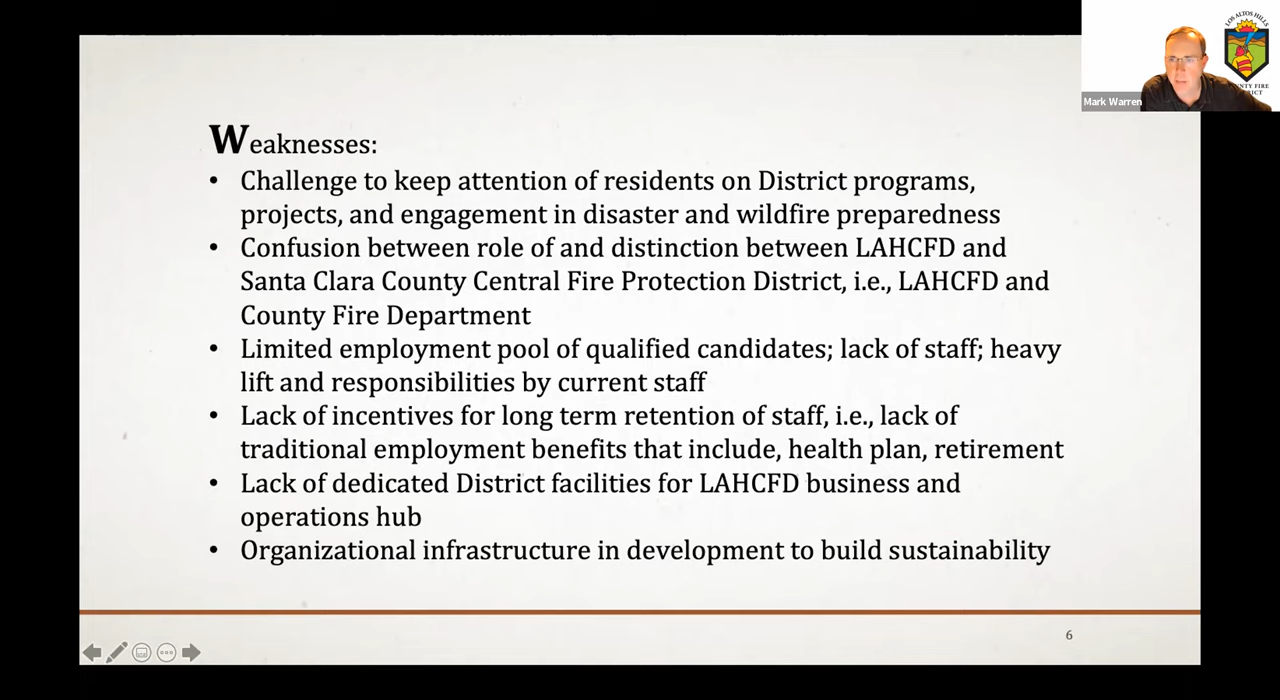 LOS ALTOS HILLS
Mark Warren
Weaknesses:
• Challenge to keep attention of residents on District programs,
projects, and engagement in disaster and wildfire preparedness
• Confusion between role of and distinction between LAHCFD and
Santa Clara County Central Fire Protection District, i.e., LAHCFD and
County Fire Department
• Limited employment pool of qualified candidates; lack of staff; heavy
lift and responsibilities by current staff
• Lack of incentives for long term retention of staff, i.e., lack of
traditional employment benefits that include, health plan, retirement
• Lack of dedicated District facilities for LAHCFD business and
operations hub
• Organizational infrastructure in development to build sustainability
6